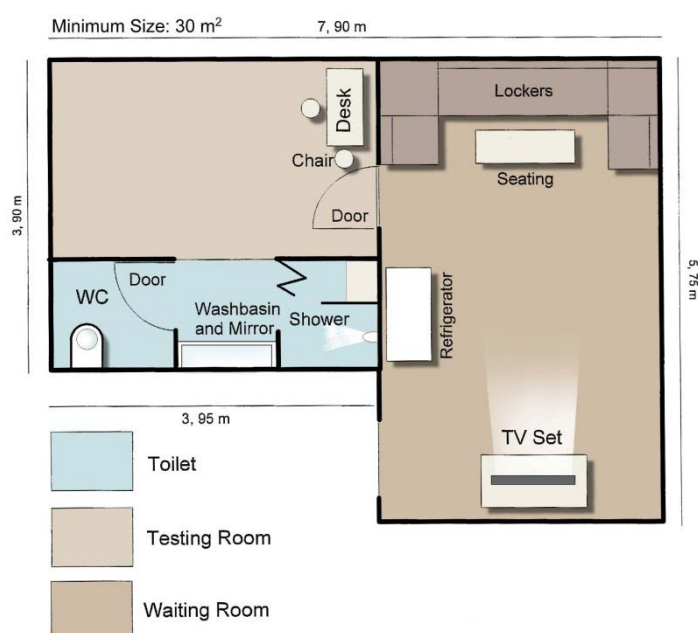 Minimum Size: 30 m²
7, 90 m
Lockers
Desk
Chair
Seating
Door
3, 90 m
5, 75 m
Door
WC
Washbasin
and Mirror
Shower
Refrigerator
3, 95 m
TV Set
Toilet
Testing Room
Waiting Room